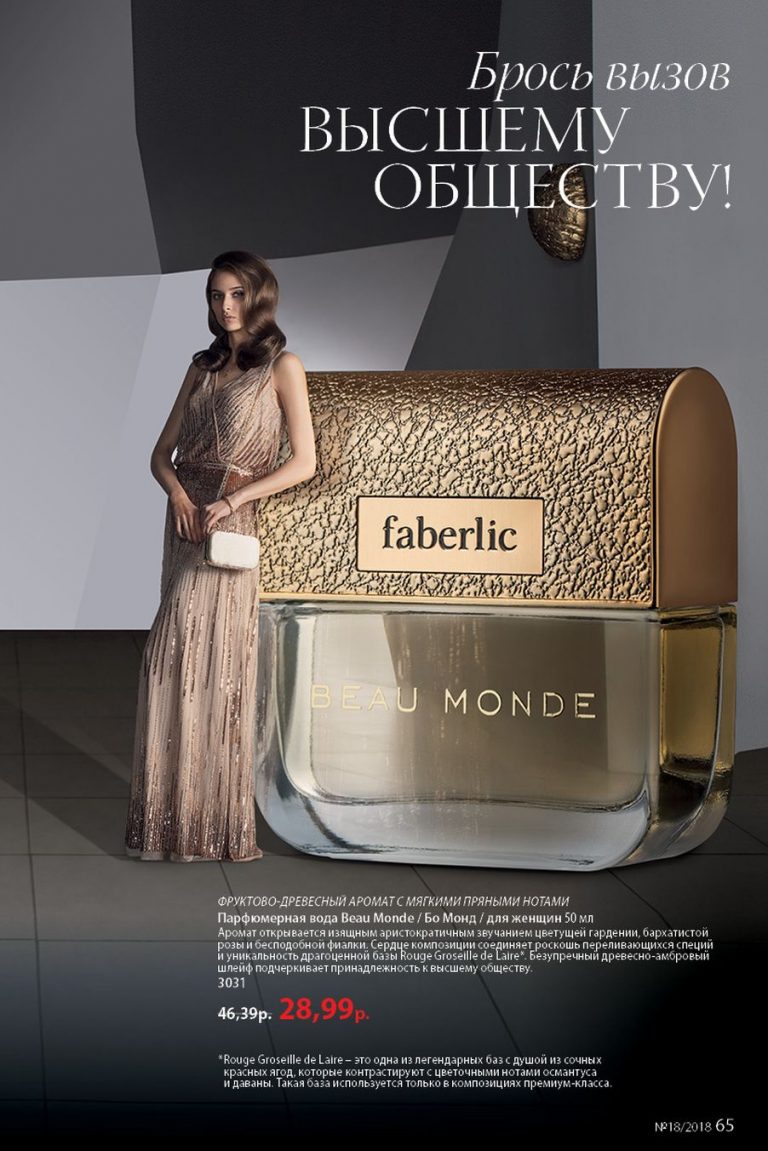 Брось вызов
ВЫСШЕМУ
ОБЩЕСТВУ!
faberlic
BEAU MONDE
ФРУКТОВО-ДРЕВЕСНЫЙ АРОМАТ С МЯГКИМИ ПРЯНЫМИ НОТАМИ
Парфюмерная вода Beau Monde / Бо Монд / для женщин 50 мл
Аромат открывается изящным аристократичным звучанием цветущей гардении, бархатистой
розы и бесподобной фиалки. Сердце композиции соединяет роскошь переливающихся специй
и уникальность драгоценной базы Rouge Groseille de Laire*. Безупречный древесно-амбровый
шлейф подчеркивает принадлежность к высшему обществу.
3031
46,39р. 28,99р.
*Rouge Groseille de Laire – это одна из легендарных баз с душой из сочных
красных ягод, которые контрастируют с цветочными нотами османтуса
и даваны. Такая база используется только в композициях премиум-класса.
№18/2018 65